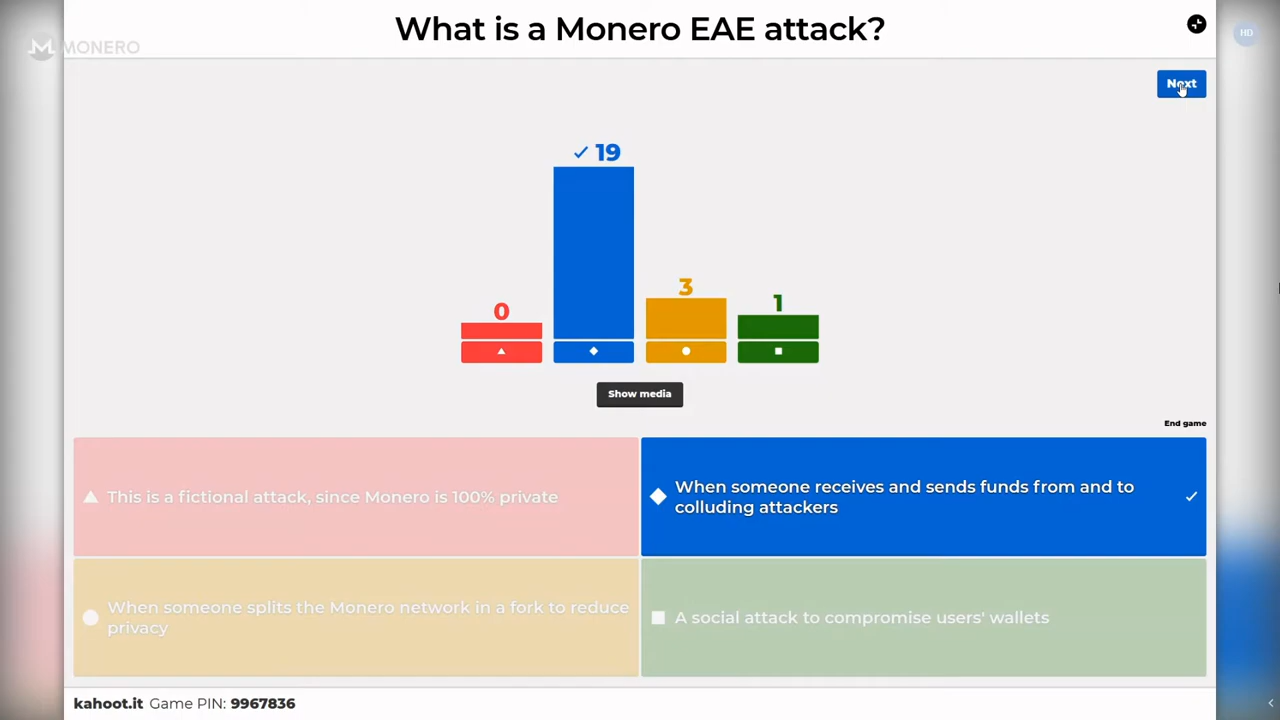 What is a Monero EAE attack?
MONERO
HD
Next
19
3
1
0
Show media
End game
This is a fictional attack, since Monero is 100% private
When someone receives and sends funds from and to
colluding attackers
When someone splits the Monero network in a fork to reduce
privacy
A social attack to compromise users' wallets
kahoot.it Game PIN: 9967836